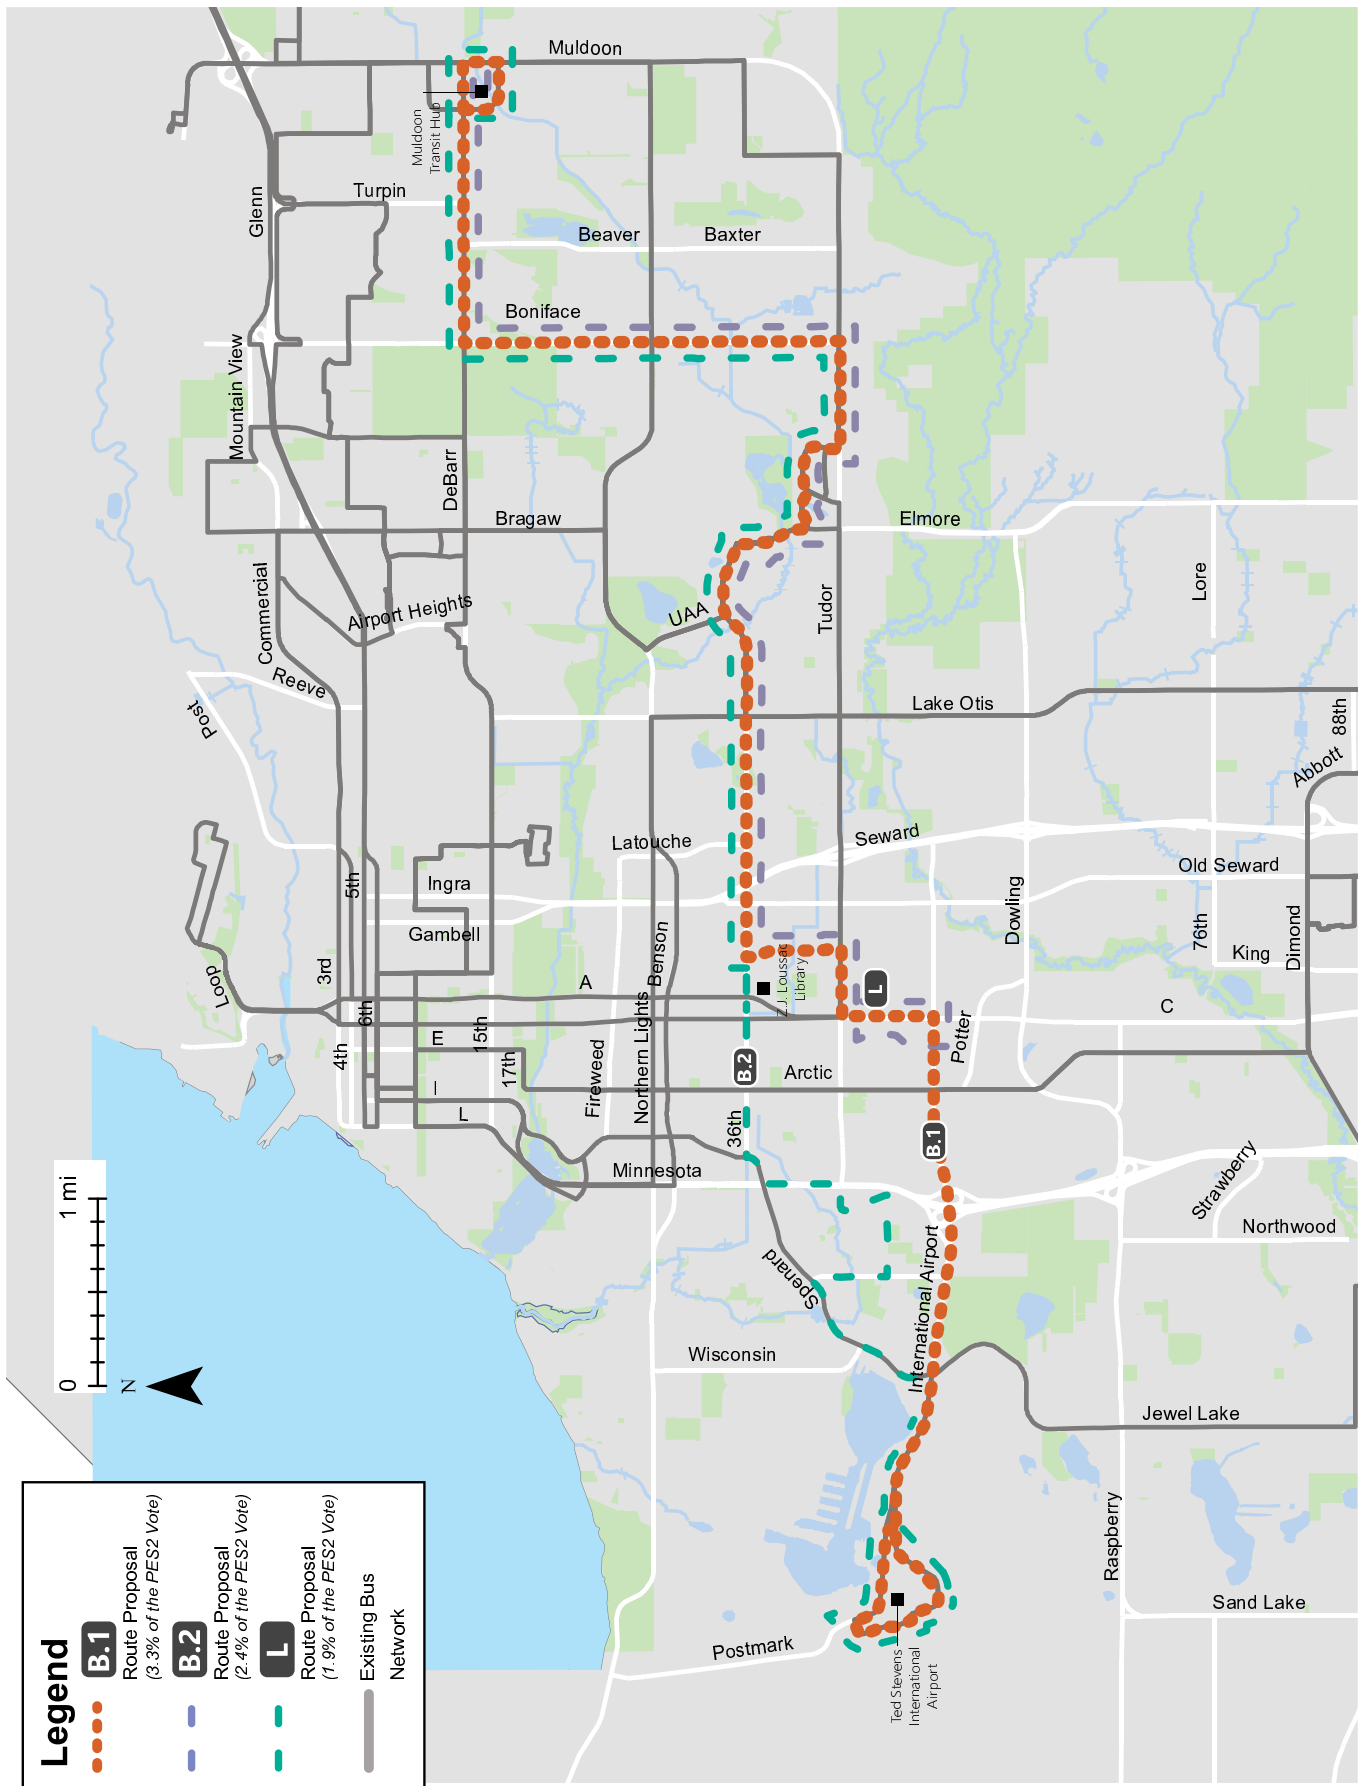 Muldoon
Muldoon
Transit Hub
Glenn
Turpin
Beaver
Baxter
Boniface
Mountain View
DeBarr
Bragaw
Elmore
Commercial
Airport Heights
UAA
Tudor
Lore
Reeve
Post
Lake Otis
88th
Abbott
Latouche
Seward
Old Seward
5th
Ingra
Gambell
Dowling
76th
King
Dimond
Loop
3rd
Benson
Z.J. Loussac
Library
A
L
C
6th
E
15th
Northern Lights
4th
I
17th
Fireweed
B.2
Arctic
Potter
L
36th
B.1
Minnesota
Strawberry
Northwood
Spenard
International Airport
Wisconsin
Jewel Lake
Raspberry
Sand Lake
Postmark
Ted Stevens
International
Airport
0
1 mi
N
Legend
B.1
Route Proposal
(3.3% of the PES2 Vote)
B.2
Route Proposal
(2.4% of the PES2 Vote)
L
Route Proposal
(1.9% of the PES2 Vote)
Existing Bus
Network